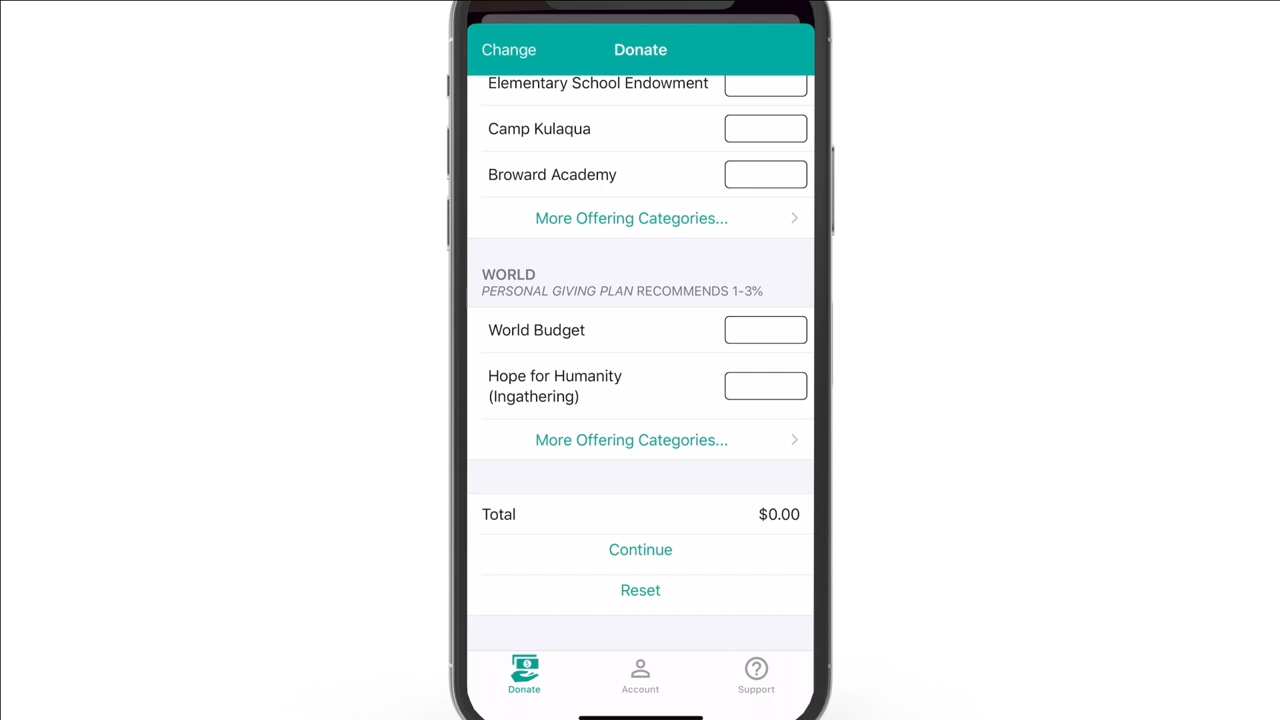 Change
Donate
Elementary School Endowment
Camp Kulaqua
Broward Academy
More Offering Categories...
WORLD
PERSONAL GIVING PLAN RECOMMENDS 1-3%
World Budget
Hope for Humanity
(Ingathering)
More Offering Categories...
Total $0.00
Continue
Reset
Donate
Account
Support